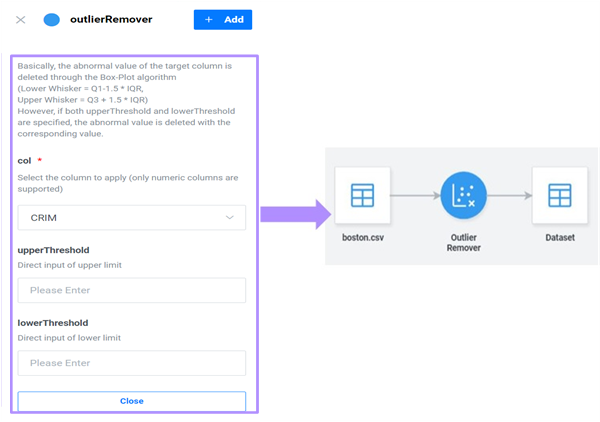 outlierRemover
+ Add
Basically, the abnormal value of the target column is
deleted through the Box-Plot algorithm
(Lower Whisker = Q1-1.5 * IQR,
Upper Whisker = Q3 + 1.5 * IQR)
However, if both upperThreshold and lowerThreshold
are specified, the abnormal value is deleted with the
corresponding value.
col *
Select the column to apply (only numeric columns are
supported)
CRIM
upperThreshold
Direct input of upper limit
Please Enter
lowerThreshold
Direct input of lower limit
Please Enter
Close
boston.csv
Outlier
Remover
Dataset